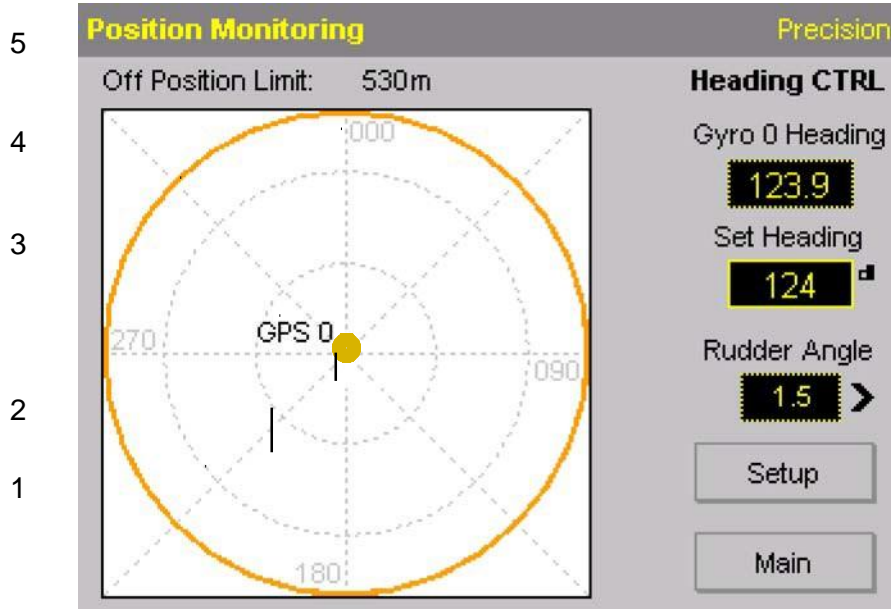 5
Position Monitoring Precision
Off Position Limit: 530m Heading CTRL
4
000
Gyro 0 Heading
123.9
3
Set Heading
124
GPS 0
270
090
Rudder Angle
1.5 >
2
Setup
1
180
Main